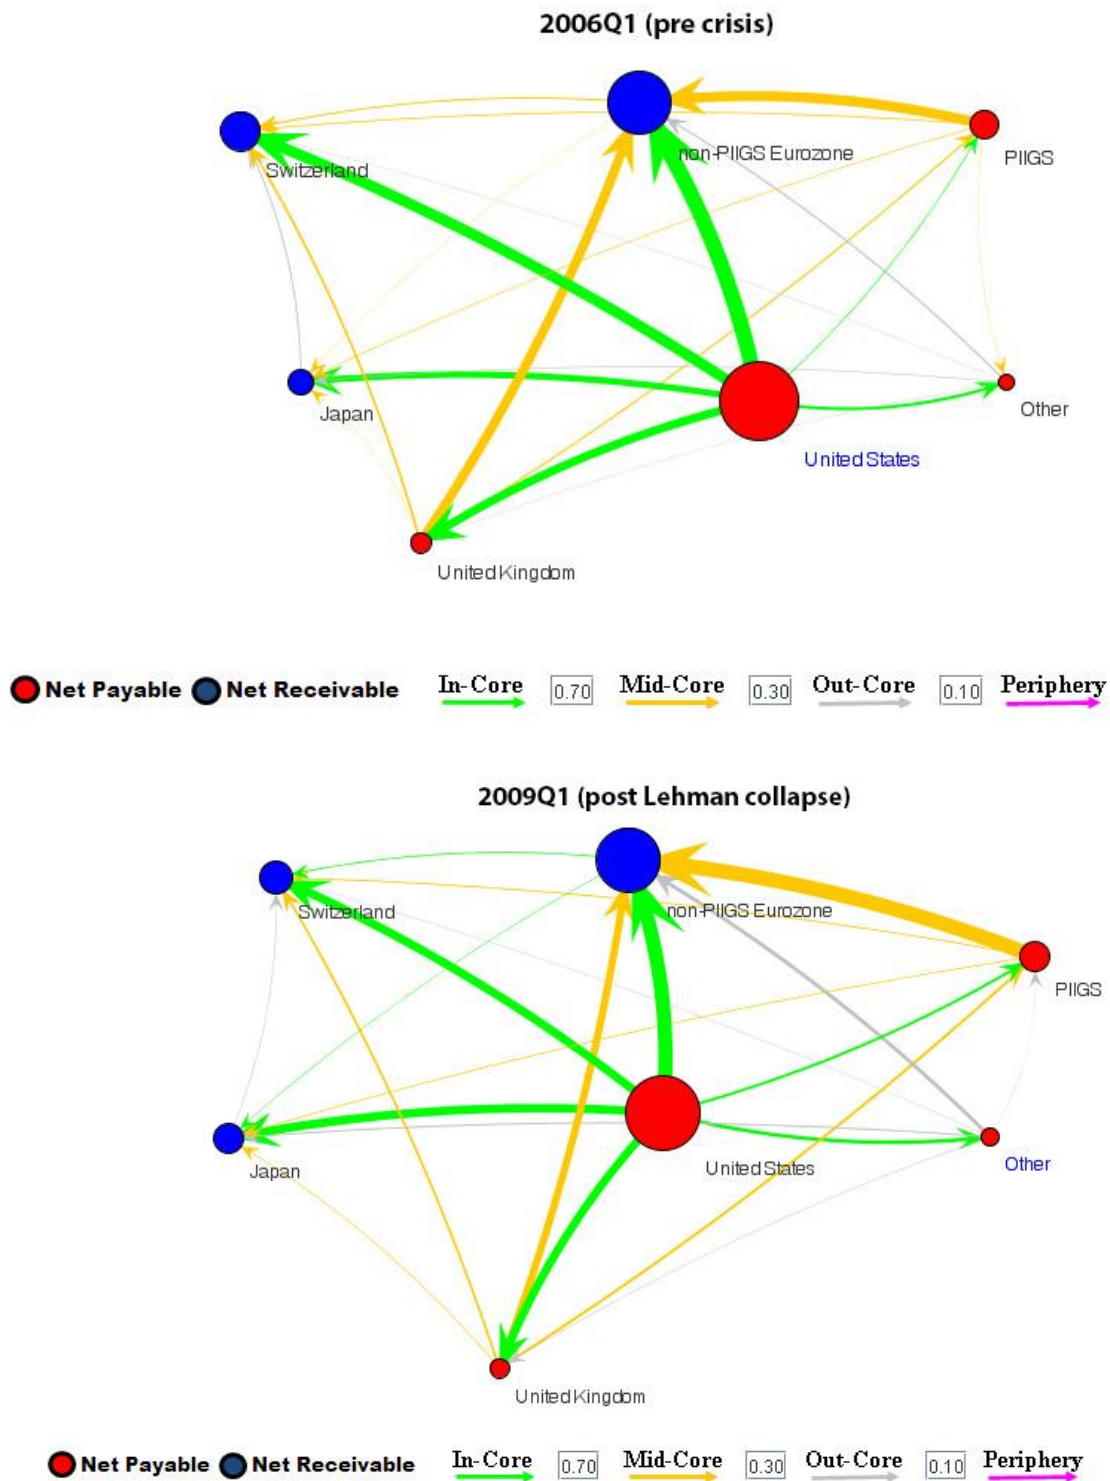 2006Q1 (pre crisis)
non-PIIGS Eurozone
PIIGS
Switzerland
Japan
Other
United States
United Kingdom
Net Payable Net Receivable In-Core 0.70 Mid-Core 0.30 Out-Core 0.10 Periphery
2009Q1 (post Lehman collapse)
Switzerland
non-PIIGS Eurozone
PIIGS
Japan
United States
Other
United Kingdom
Net Payable Net Receivable In-Core 0.70 Mid-Core 0.30 Out-Core 0.10 Periphery